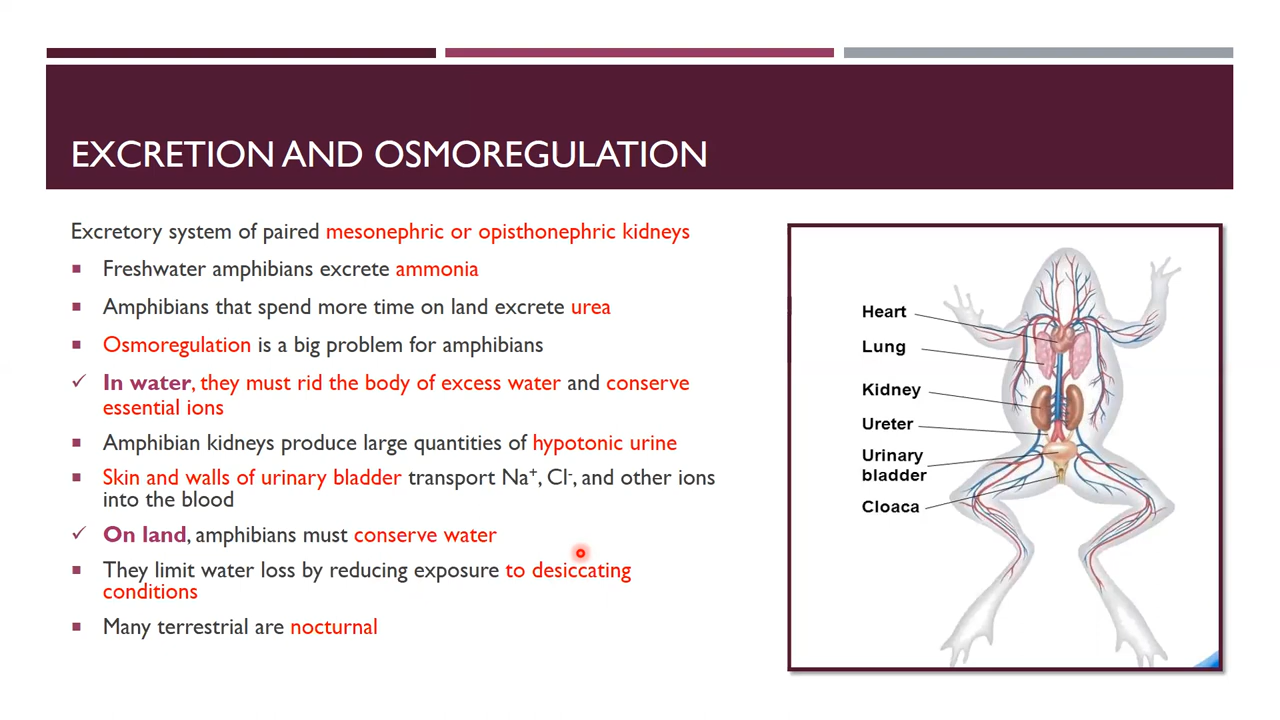 EXCRETION AND OSMOREGULATION
Excretory system of paired mesonephric or opisthonephric kidneys
Freshwater amphibians excrete ammonia
Amphibians that spend more time on land excrete urea
Osmoregulation is a big problem for amphibians
✓ In water, they must rid the body of excess water and conserve
essential ions
Amphibian kidneys produce large quantities of hypotonic urine
Skin and walls of urinary bladder transport Na⁺, Cl⁻, and other ions
into the blood
✓ On land, amphibians must conserve water
They limit water loss by reducing exposure to desiccating
conditions
Many terrestrial are nocturnal
Heart
Lung
Kidney
Ureter
Urinary
bladder
Cloaca